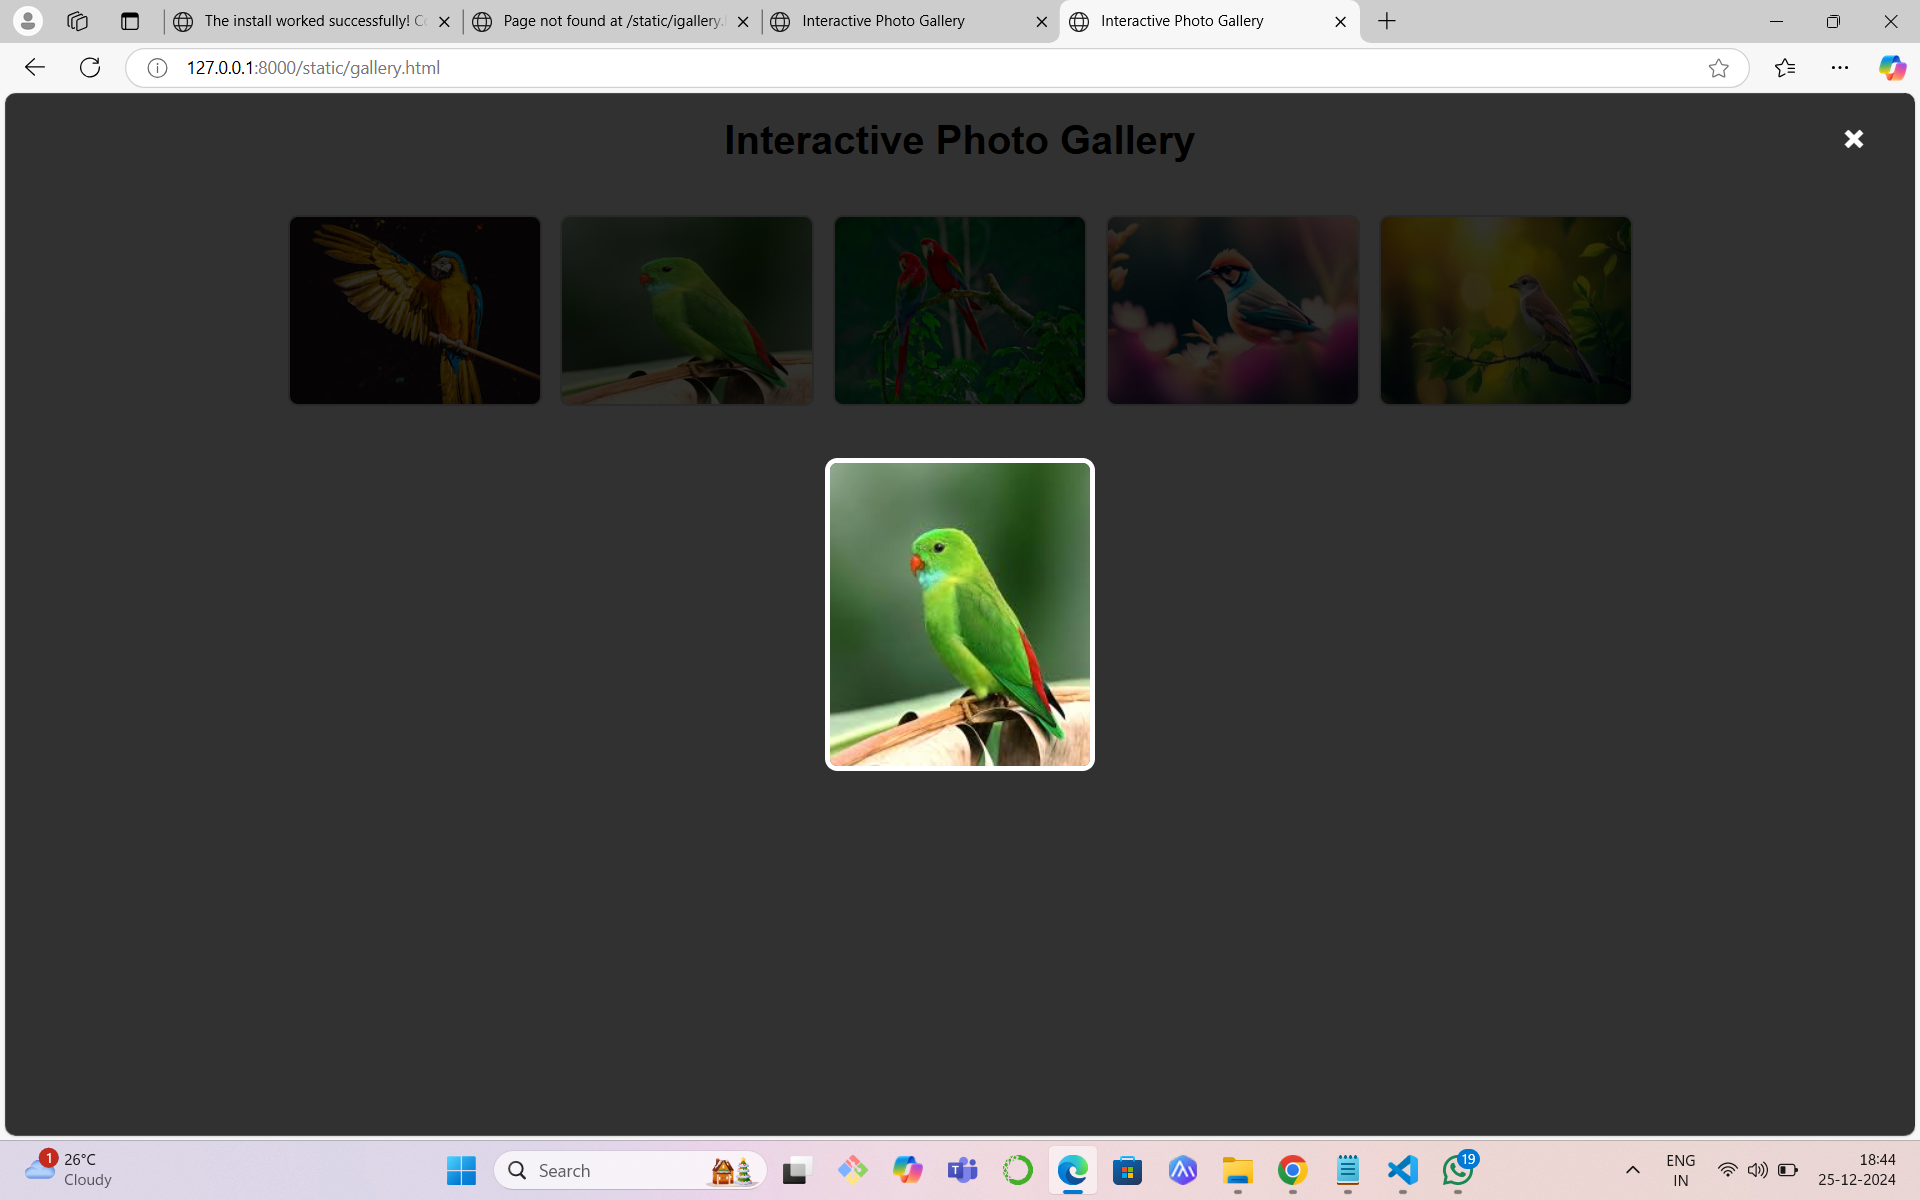 The install worked successfully! Co
Page not found at /static/igallery.
Interactive Photo Gallery
Interactive Photo Gallery
127.0.0.1:8000/static/gallery.html
Interactive Photo Gallery
1
26°C
Cloudy
Search
19
ENG
IN
18:44
25-12-2024